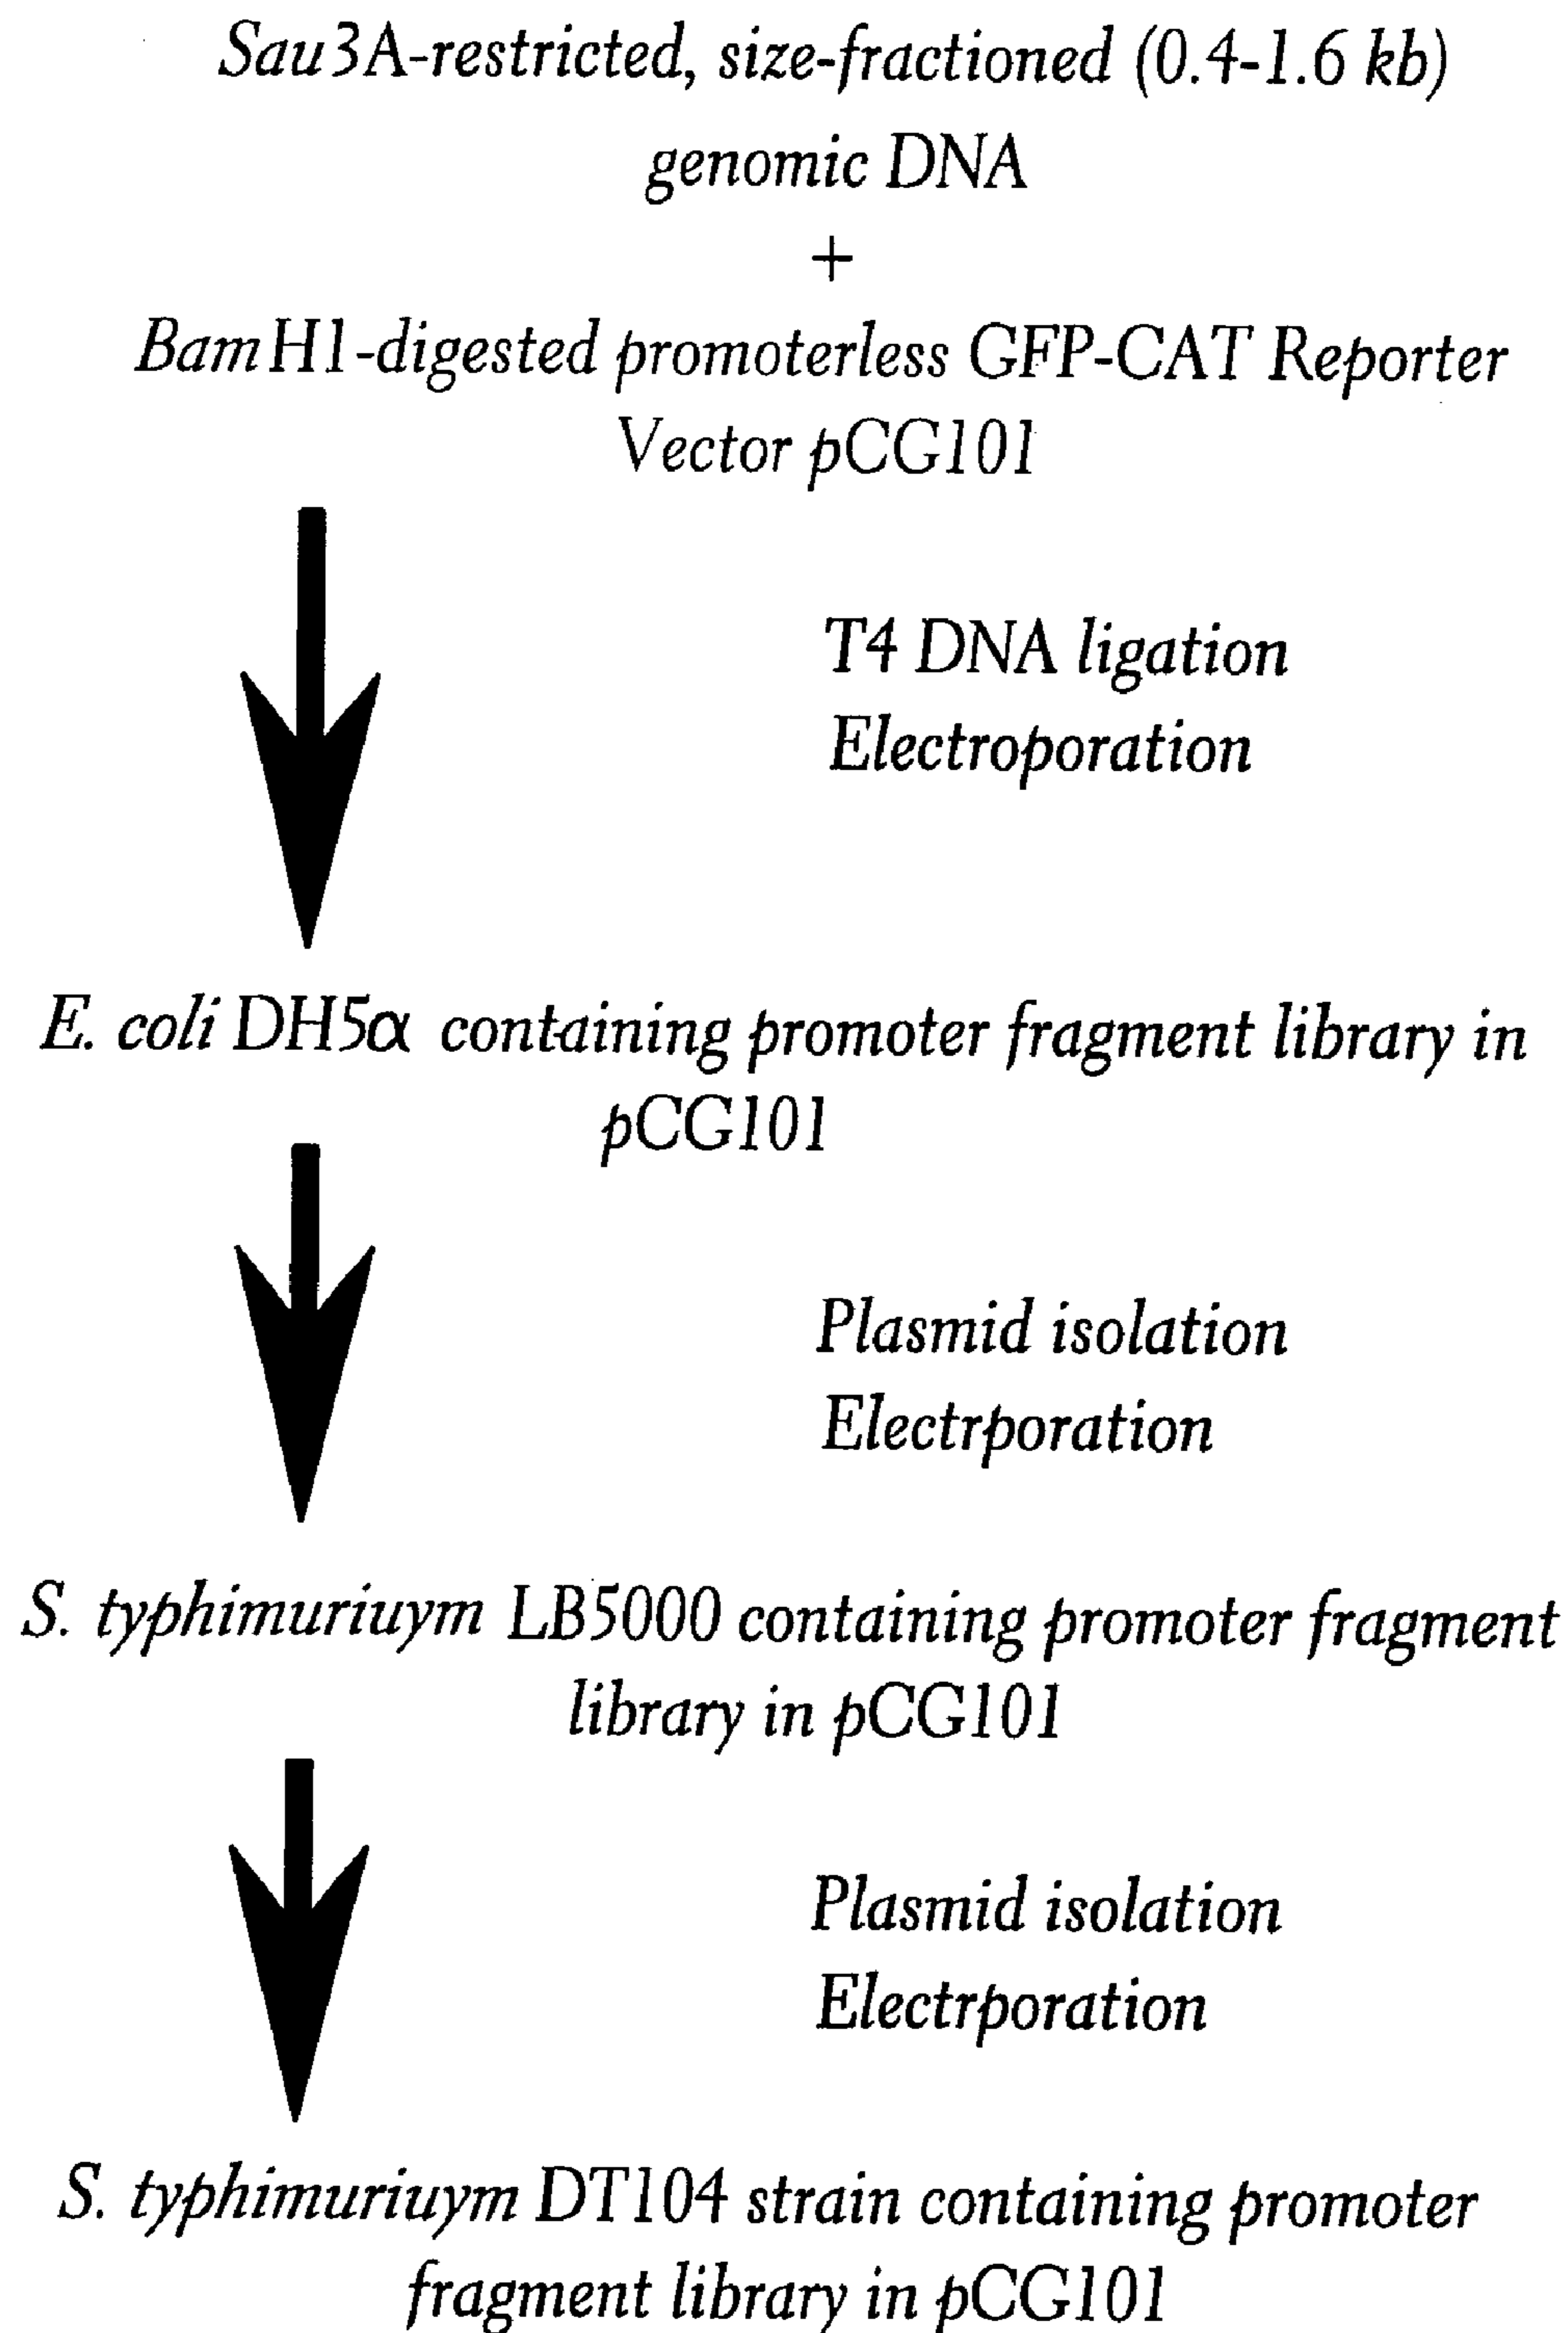 Sau3A-restricted, size-fractioned (0.4-1.6 kb)
genomic DNA
+
BamH1-digested promoterless GFP-CAT Reporter
Vector pCG101
T4 DNA ligation
Electroporation
E. coli DH5α containing promoter fragment library in
pCG101
Plasmid isolation
Electrporation
S. typhimuriuym LB5000 containing promoter fragment
library in pCG101
Plasmid isolation
Electrporation
S. typhimuriuym DT104 strain containing promoter
fragment library in pCG101